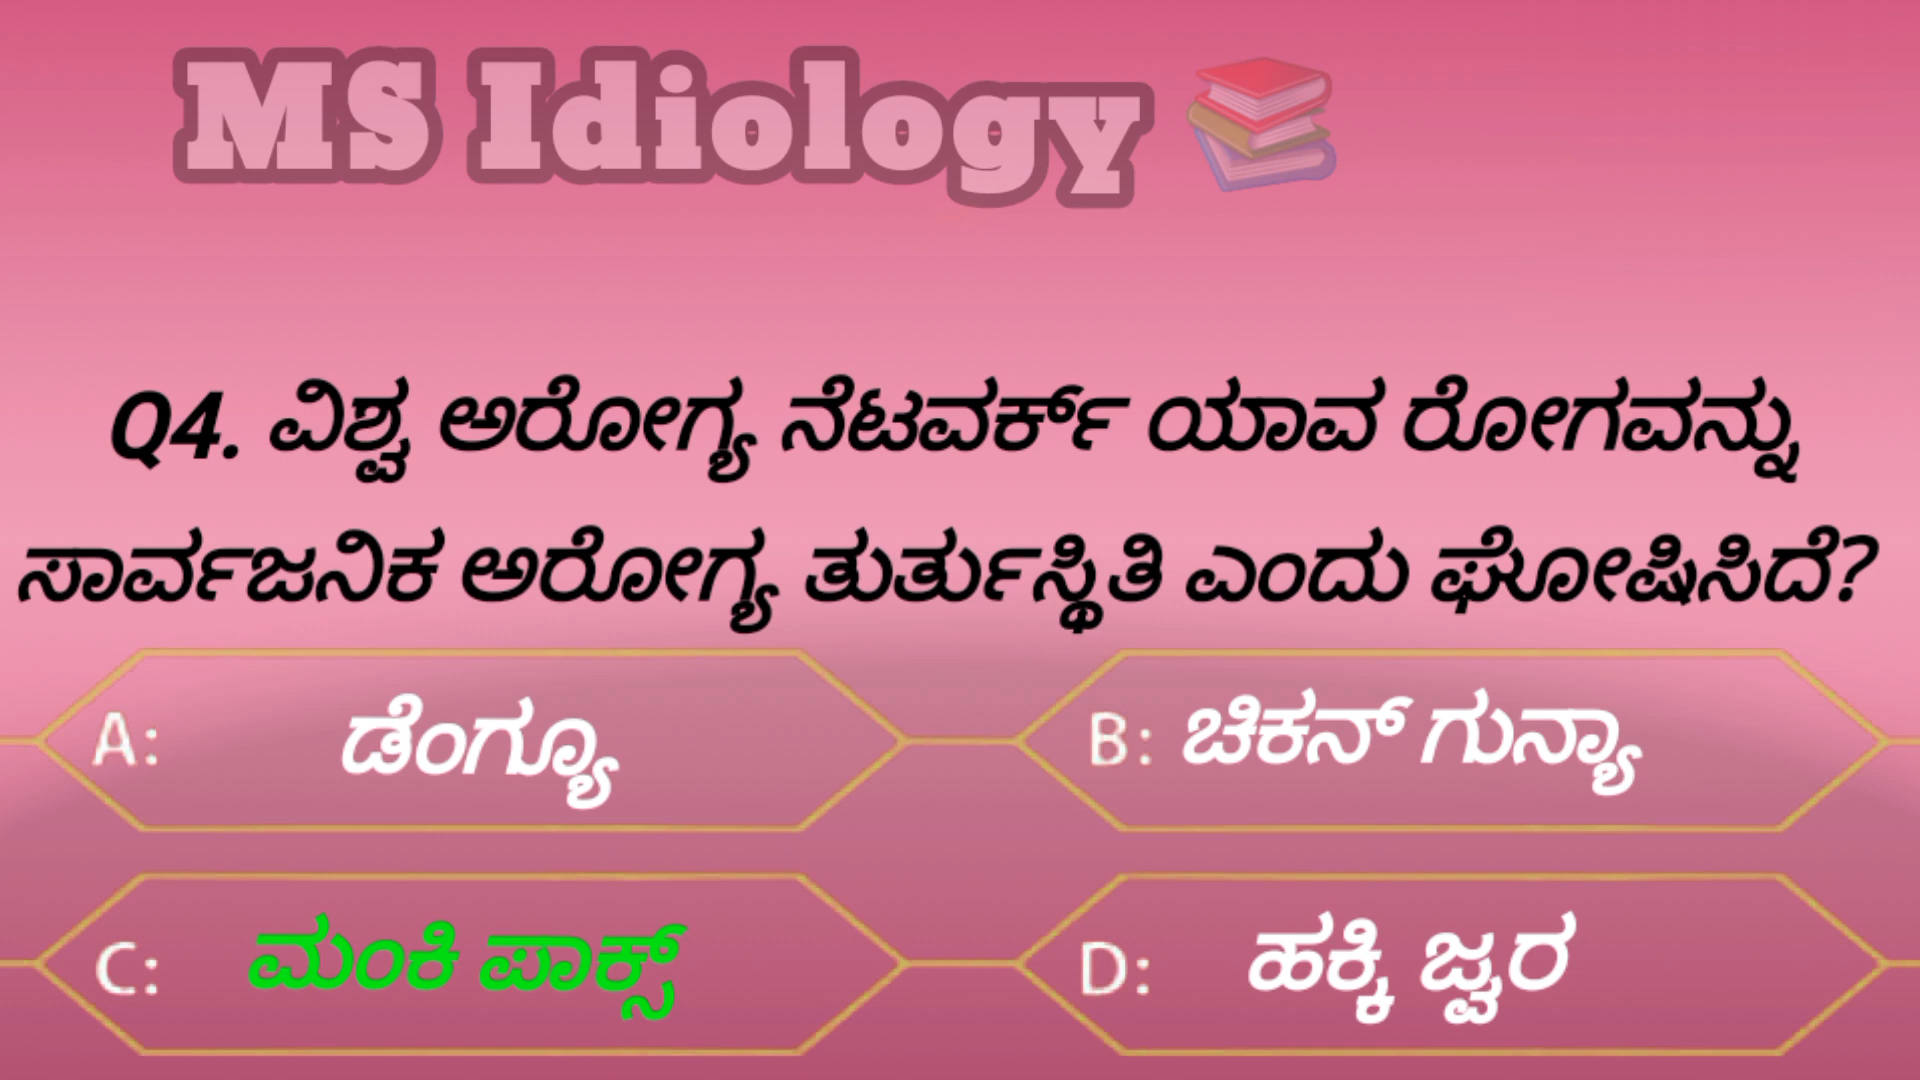 MS Idiology
Q4. ವಿಶ್ವ ಅರೋಗ್ಯ ನೆಟವರ್ಕ್ ಯಾವ ರೋಗವನ್ನು
ಸಾರ್ವಜನಿಕ ಅರೋಗ್ಯ ತುರ್ತುಸ್ಥಿತಿ ಎಂದು ಘೋಷಿಸಿದೆ?
A: ಡೆಂಗ್ಯೂ
B: ಚಿಕನ್ ಗುನ್ಯಾ
C: ಮಂಕಿ ಪಾಕ್ಸ್
D: ಹಕ್ಕಿ ಜ್ವರ